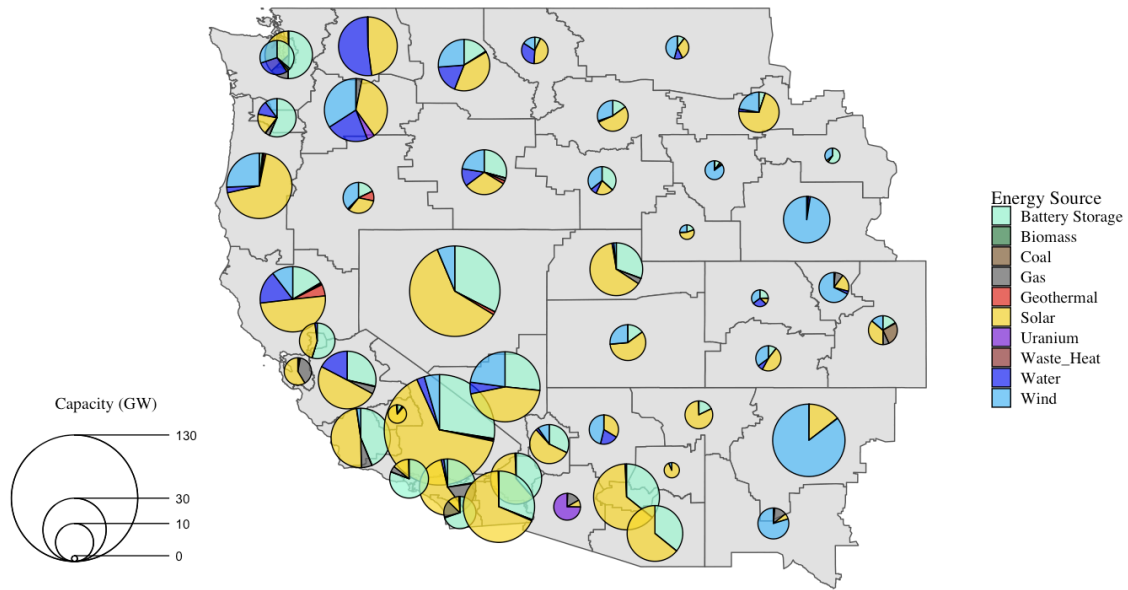 Energy Source
Battery Storage
Biomass
Coal
Gas
Geothermal
Solar
Uranium
Waste_Heat
Water
Wind
Capacity (GW)
130
30
10
0